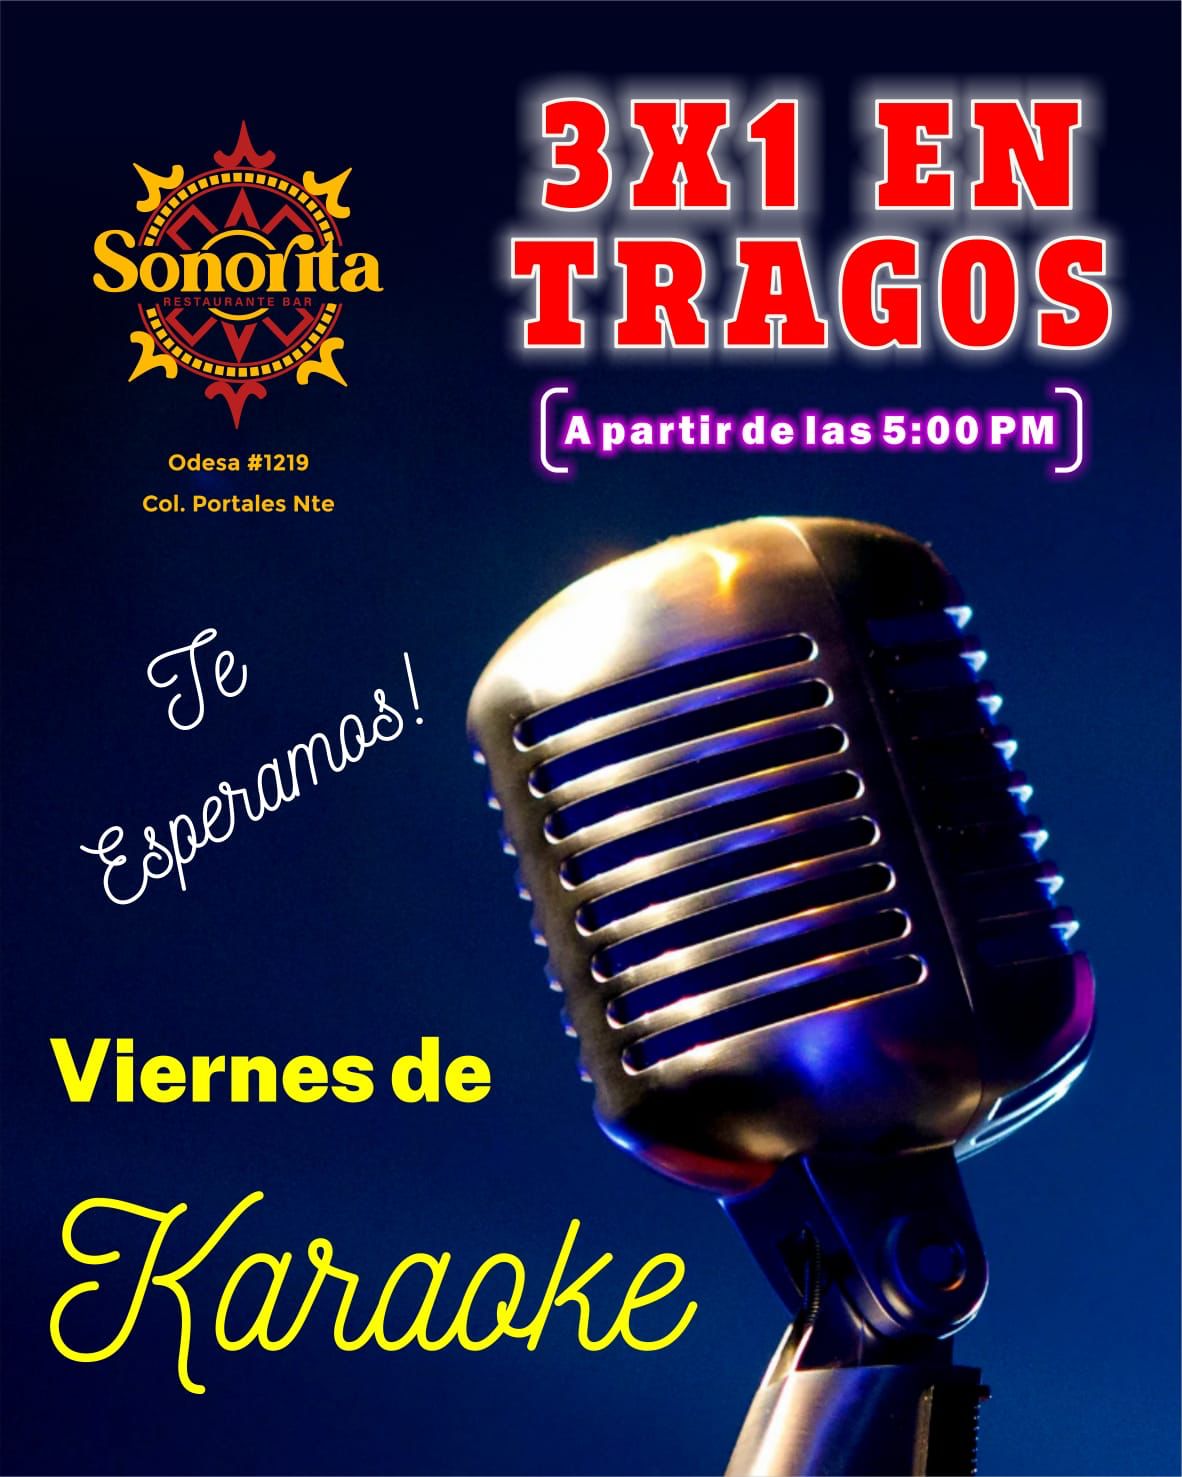 Sonorita
RESTAURANTE BAR
Odesa #1219
Col. Portales Nte
3X1 EN
TRAGOS
[A partir de las 5:00 PM]
Te
Esperamos!
Viernes de
Karaoke